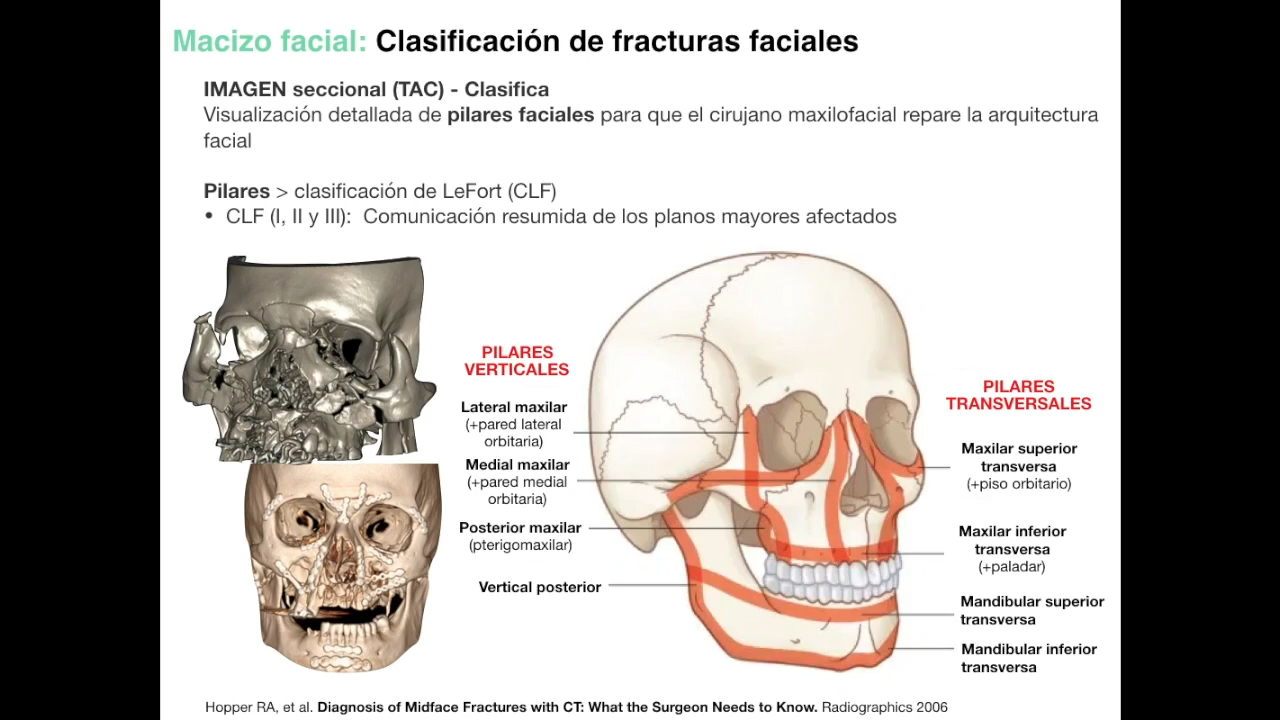 Macizo facial: Clasificación de fracturas faciales
IMAGEN seccional (TAC) - Clasifica
Visualización detallada de pilares faciales para que el cirujano maxilofacial repare la arquitectura
facial
Pilares > clasificación de LeFort (CLF)
• CLF (I, II y III): Comunicación resumida de los planos mayores afectados
PILARES
VERTICALES
Lateral maxilar
(+pared lateral
orbitaria)
Medial maxilar
(+pared medial
orbitaria)
Posterior maxilar
(pterigomaxilar)
Vertical posterior
PILARES
TRANSVERSALES
Maxilar superior
transversa
(+piso orbitario)
Maxilar inferior
transversa
(+paladar)
Mandibular superior
transversa
Mandibular inferior
transversa
Hopper RA, et al. Diagnosis of Midface Fractures with CT: What the Surgeon Needs to Know. Radiographics 2006